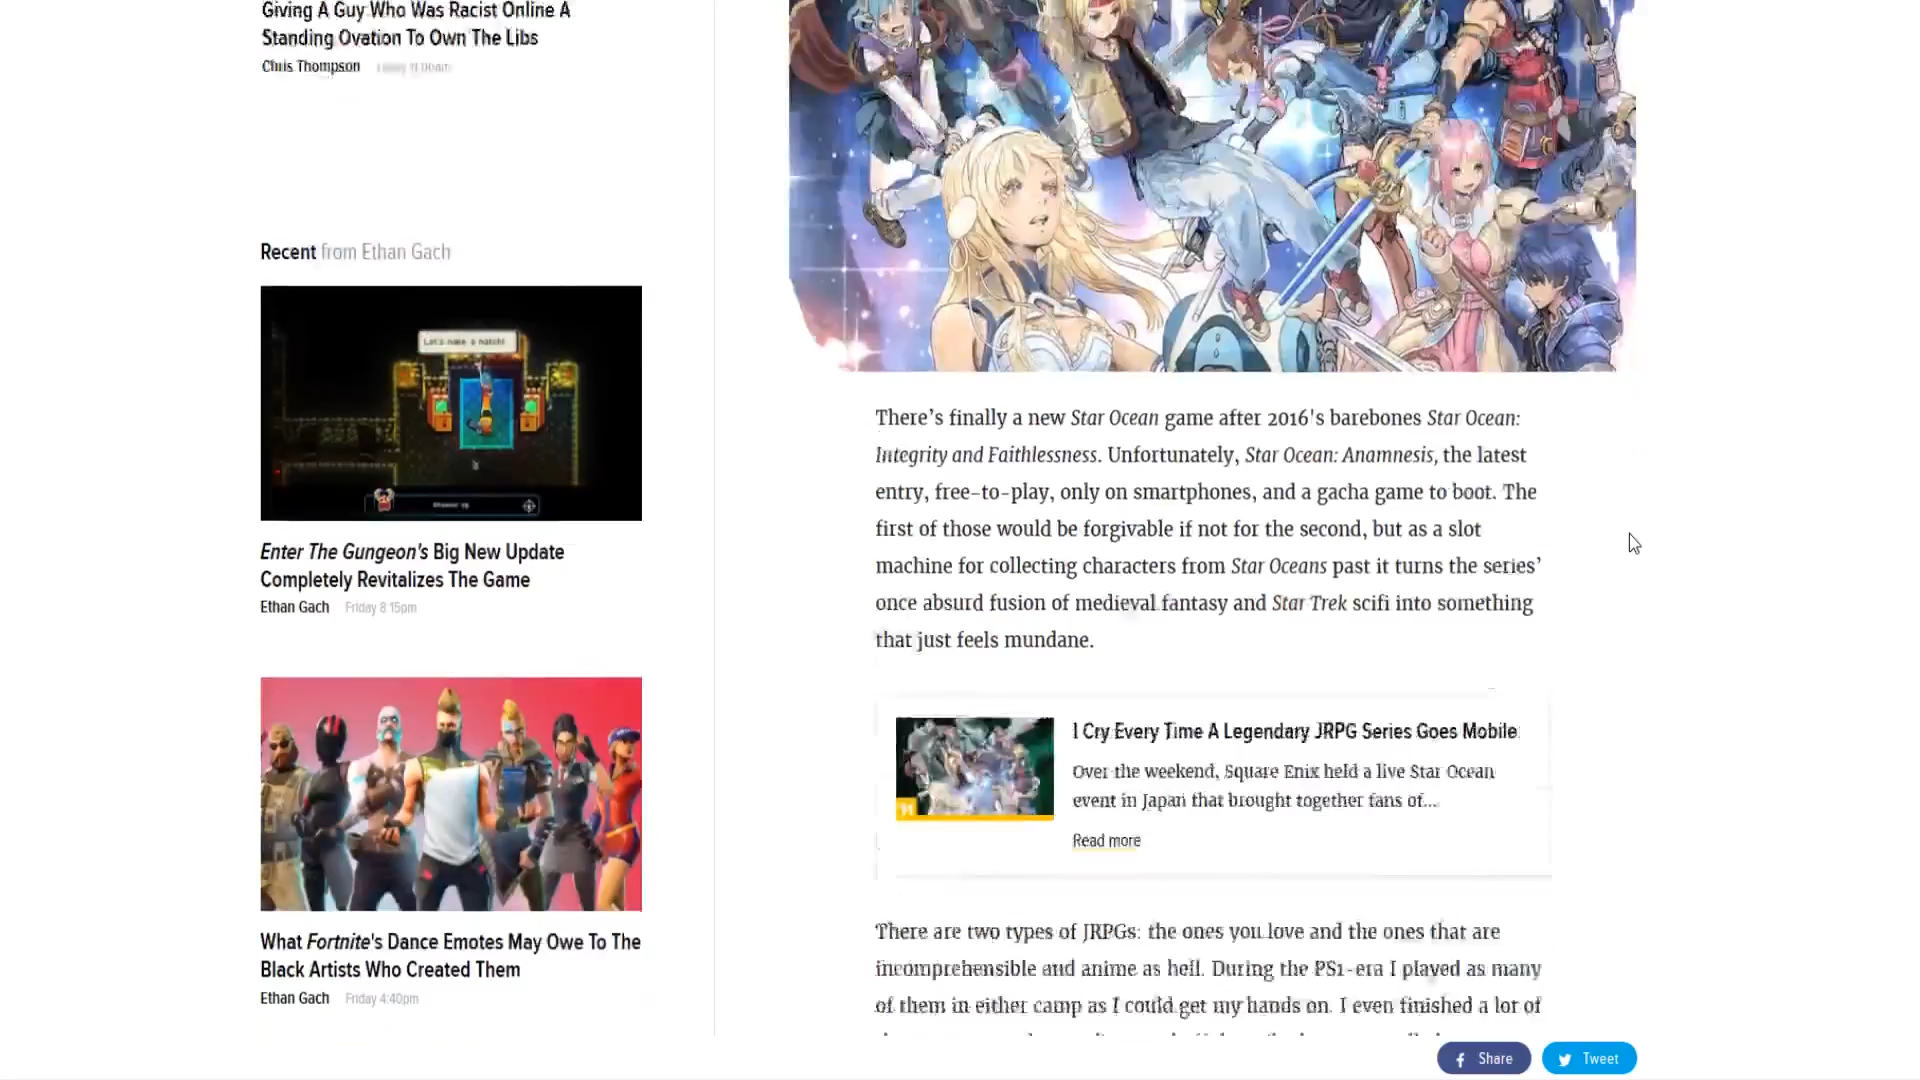 Giving A Guy Who Was Racist Online A
Standing Ovation To Own The Libs
Chris Thompson
Recent from Ethan Gach
Let's make a match!
Enter The Gungeon's Big New Update
Completely Revitalizes The Game
Ethan Gach Friday 8:15pm
What Fortnite's Dance Emotes May Owe To The
Black Artists Who Created Them
Ethan Gach Friday 4:40pm
There's finally a new Star Ocean game after 2016's barebones Star Ocean:
Integrity and Faithlessness. Unfortunately, Star Ocean: Anamnesis, the latest
entry, free-to-play, only on smartphones, and a gacha game to boot. The
first of those would be forgivable if not for the second, but as a slot
machine for collecting characters from Star Oceans past it turns the series'
once absurd fusion of medieval fantasy and Star Trek scifi into something
that just feels mundane.
I Cry Every Time A Legendary JRPG Series Goes Mobile
Over the weekend, Square Enix held a live Star Ocean
event in Japan that brought together fans of...
Read more
There are two types of JRPGs: the ones you love and the ones that are
incomprehensible and anime as hell. During the PS1-era I played as many
of them in either camp as I could get my hands on. I even finished a lot of
Share Tweet